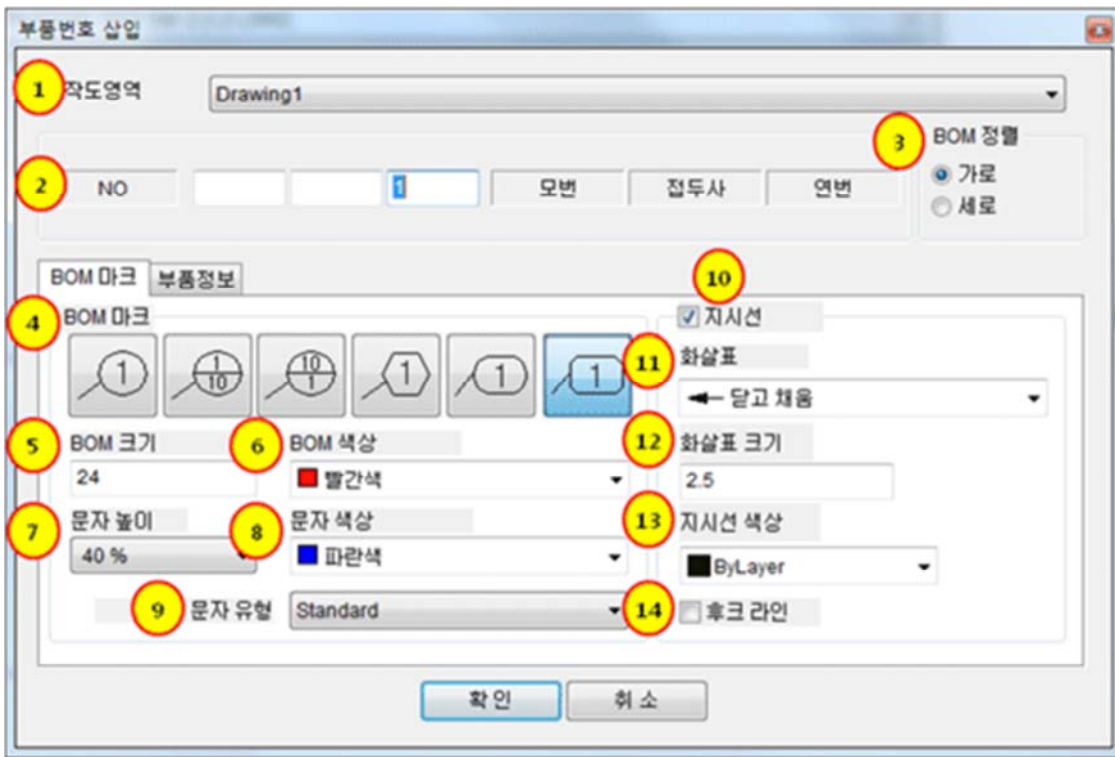 부품번호 삽입
1 작도영역 Drawing1
3 BOM 정렬
2 NO 1 모번 접두사 연번
가로
세로
BOM 마크 부품정보
10
4 BOM 마크
지시선
1 1 10 10 1 1 1 1
11 화살표
닫고 채움
5 BOM 크기 6 BOM 색상 12 화살표 크기
24 빨간색 2.5
7 문자 높이 8 문자 색상 13 지시선 색상
40 % 파란색 ByLayer
9 문자 유형 Standard 14 후크 라인
확인 취소